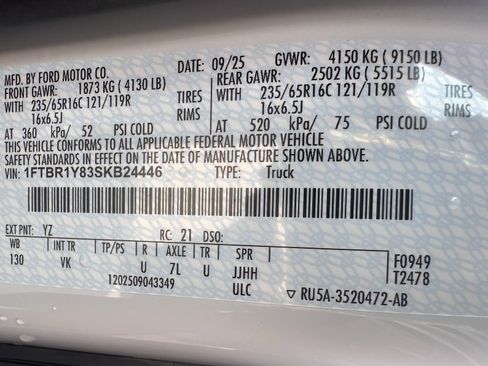 MFD. BY FORD MOTOR CO. DATE: 09/25 GVWR: 4150 KG (9150 LB)
FRONT GAWR: 1873 KG (4130 LB) REAR GAWR: 2502 KG (5515 LB)
WITH 235/65R16C 121/119R TIRES WITH 235/65R16C 121/119R TIRES
16x6.5J RIMS 16x6.5J RIMS
AT 360 kPa/ 52 PSI COLD AT 520 kPa/ 75 PSI COLD
THIS VEHICLE CONFORMS TO ALL APPLICABLE FEDERAL MOTOR VEHICLE
SAFETY STANDARDS IN EFFECT ON THE DATE OF MANUFACTURE SHOWN ABOVE.
VIN: 1FTBR1Y83SKB24446 TYPE: Truck
EXT PNT: YZ RC: 21 DSO:
WB INT TR TP/PS R AXLE TR SPR F0949
130 VK U 7L U JJHH T2478
1202509043349 ULC ▽ RU5A-3520472-AB